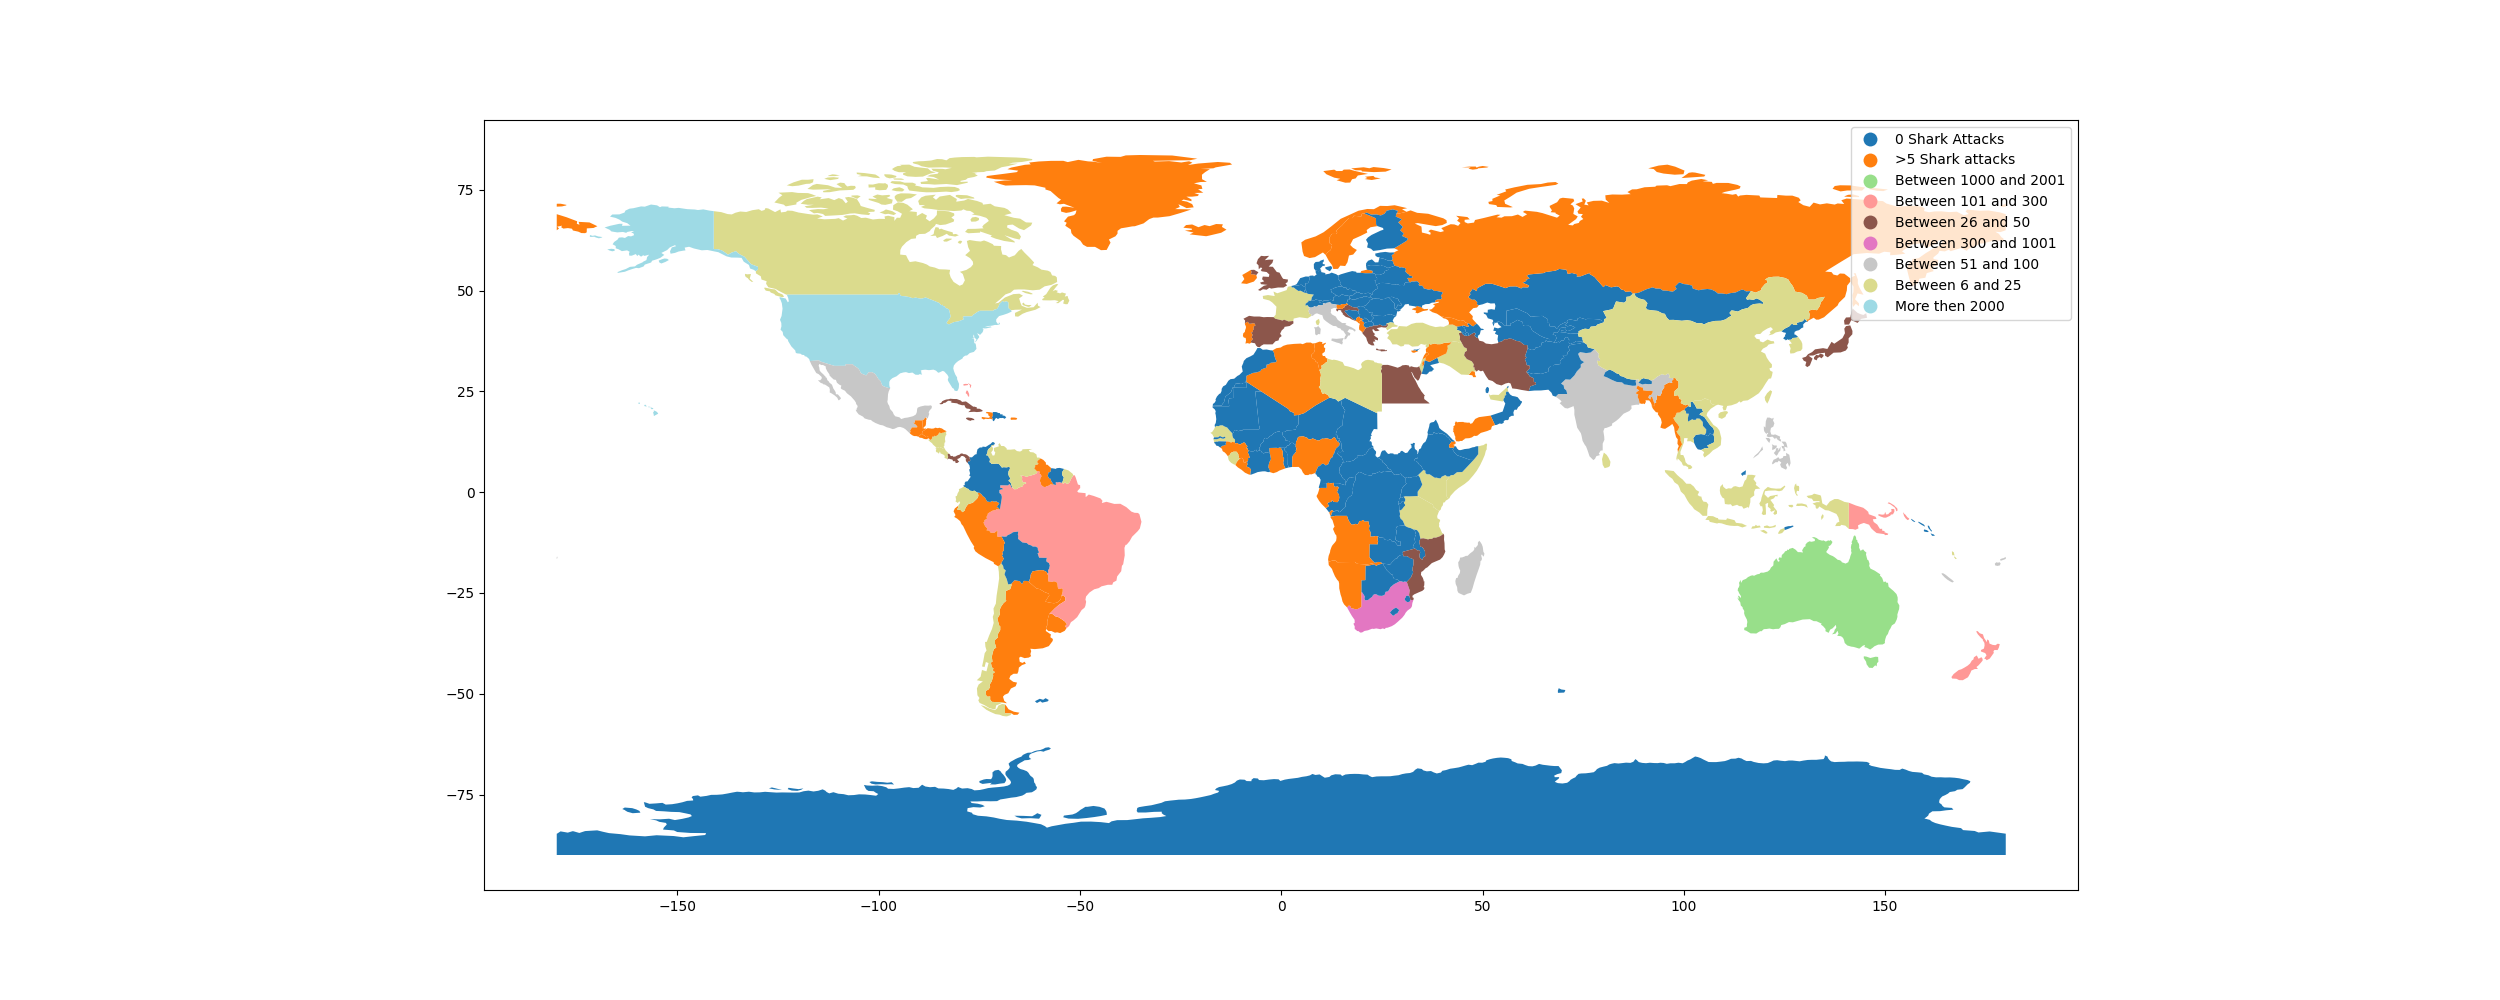 0 Shark Attacks
>5 Shark attacks
Between 1000 and 2001
Between 101 and 300
Between 26 and 50
Between 300 and 1001
Between 51 and 100
Between 6 and 25
More then 2000
75
50
25
0
−25
−50
−75
−150
−100
−50
0
50
100
150